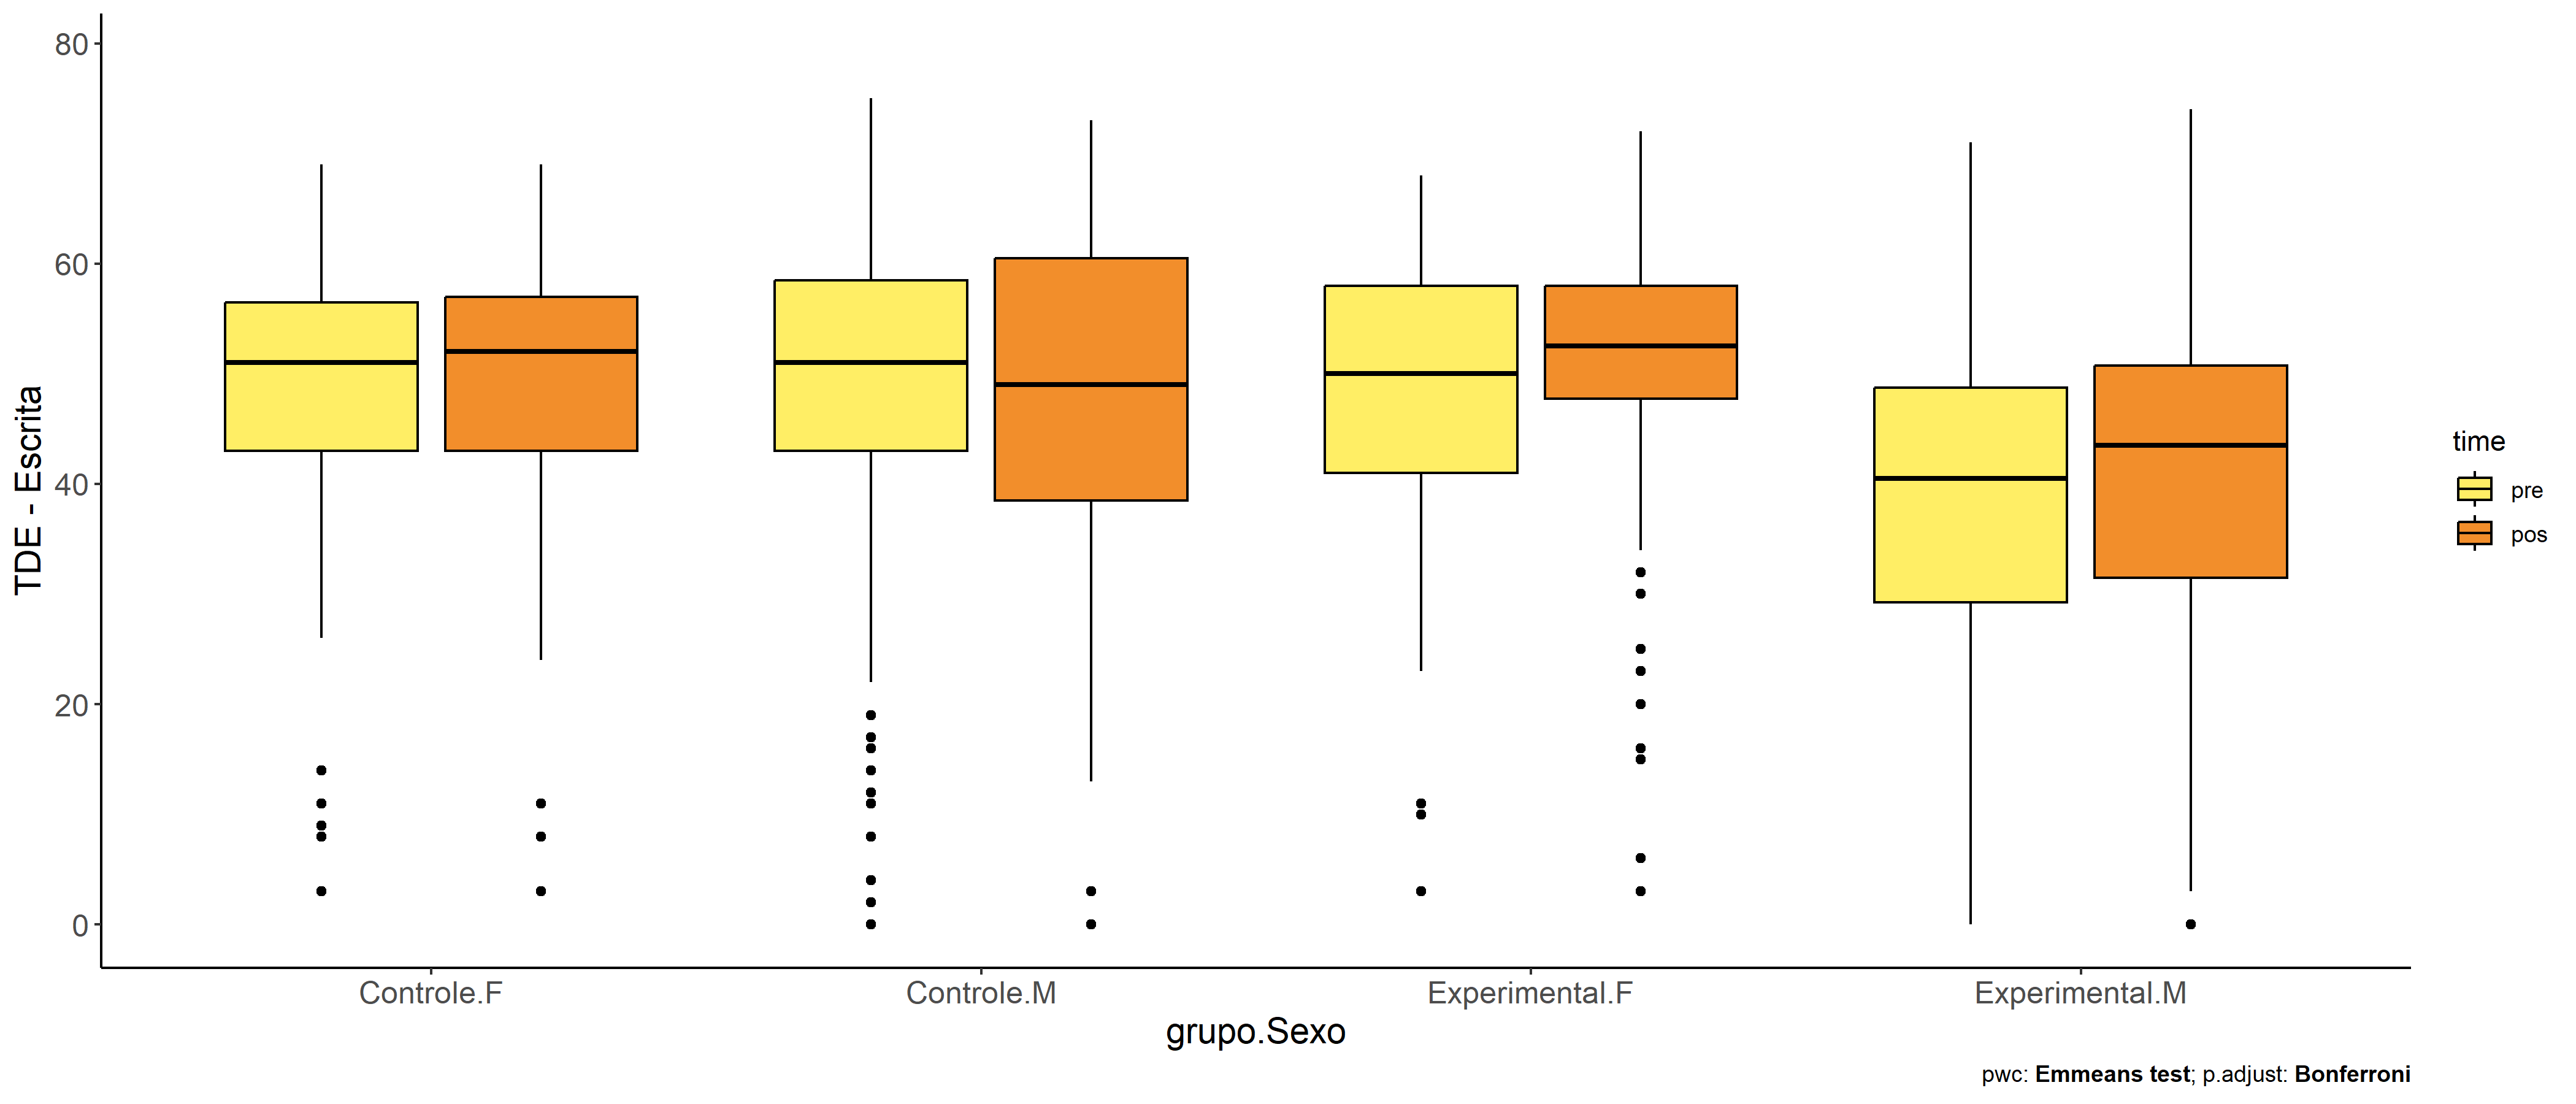 80
60
40
20
0
TDE - Escrita
Controle.F
Controle.M
Experimental.F
Experimental.M
grupo.Sexo
time
pre
pos
pwc: Emmeans test; p.adjust: Bonferroni